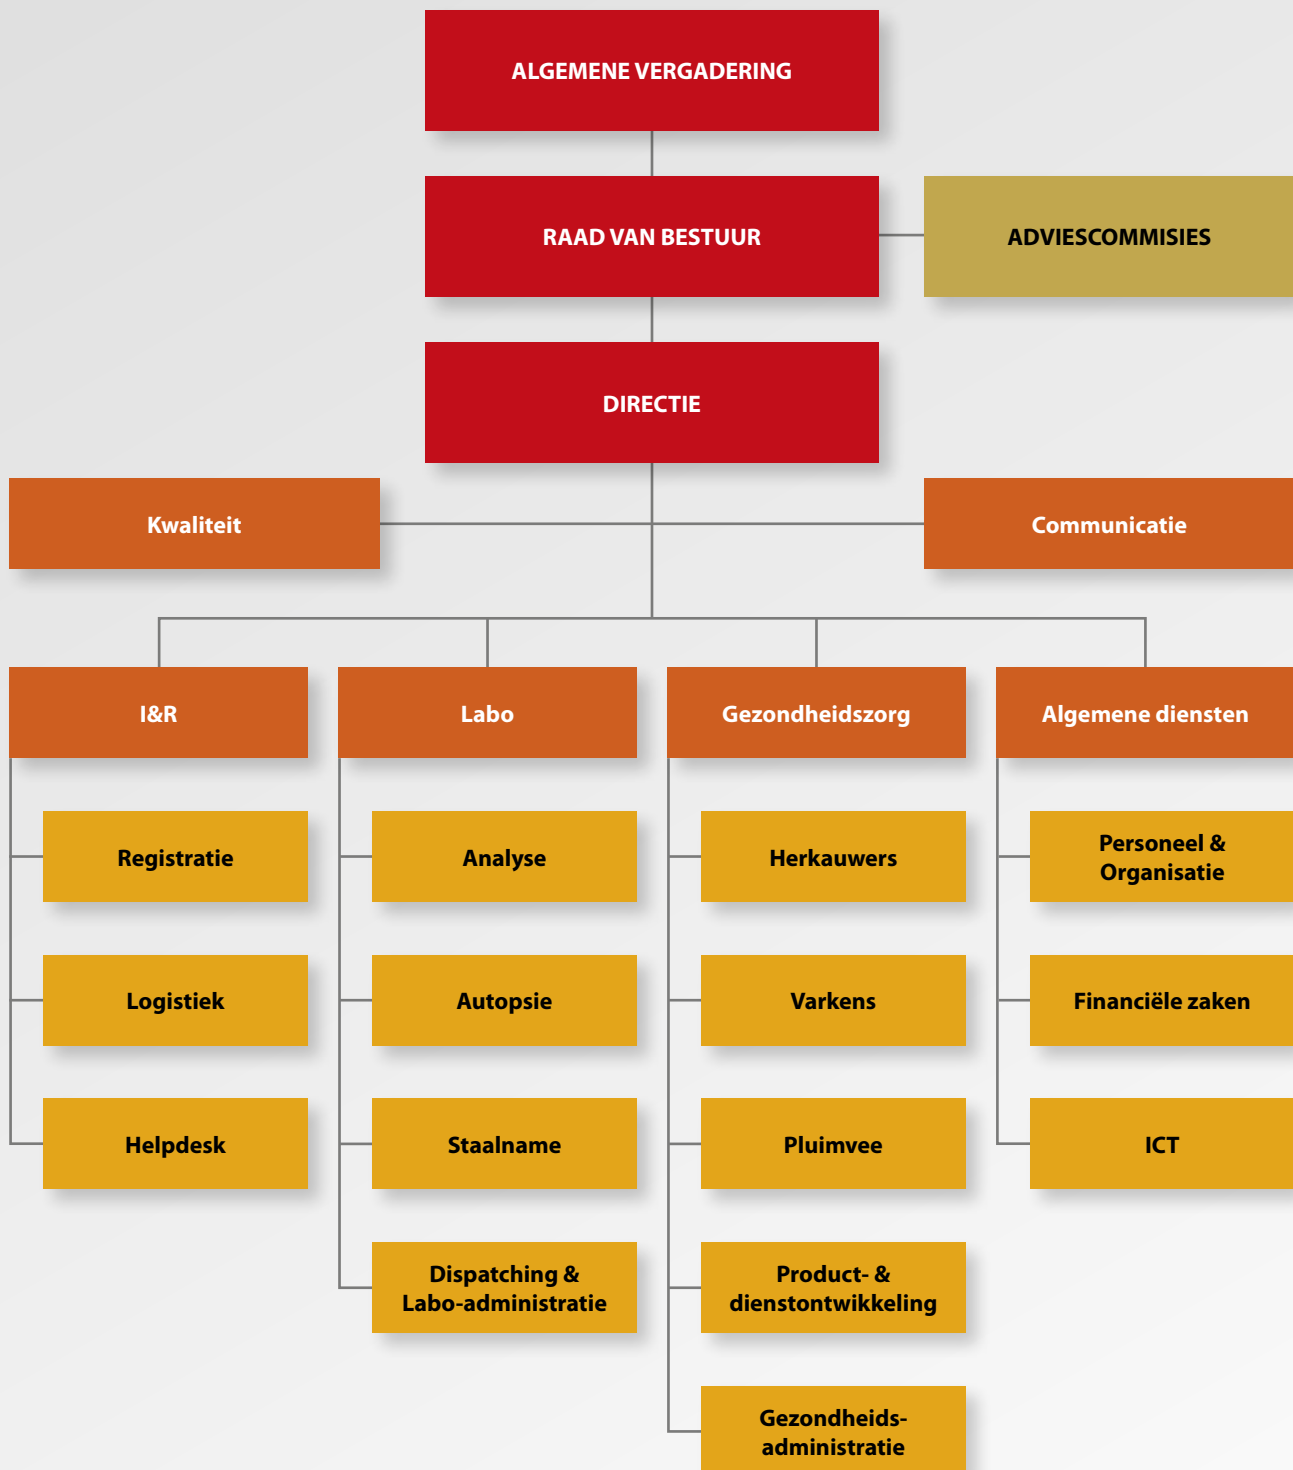 ALGEMENE VERGADERING
RAAD VAN BESTUUR
ADVIESCOMMISIES
DIRECTIE
Kwaliteit
Communicatie
I&R
Labo
Gezondheidszorg
Algemene diensten
Registratie
Analyse
Herkauwers
Personeel &
Organisatie
Logistiek
Autopsie
Varkens
Financiële zaken
Helpdesk
Staalname
Pluimvee
ICT
Dispatching &
Labo-administratie
Product- &
dienstontwikkeling
Gezondheids-
administratie